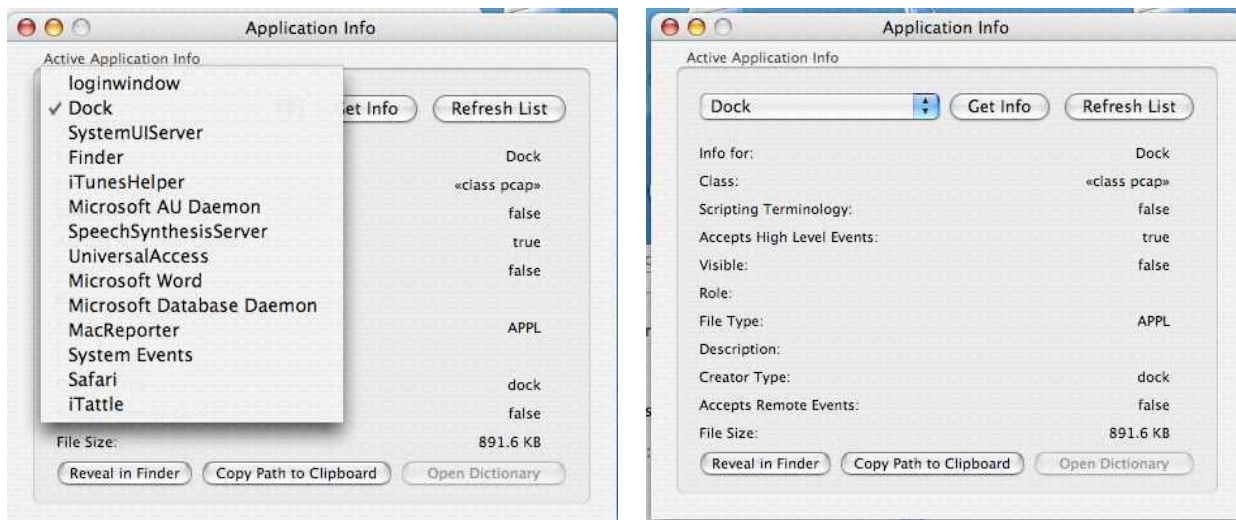 Application Info
Active Application Info
loginwindow
✓ Dock
SystemUIServer
Finder
iTunesHelper
Microsoft AU Daemon
SpeechSynthesisServer
UniversalAccess
Microsoft Word
Microsoft Database Daemon
MacReporter
System Events
Safari
iTattle
et Info
Refresh List
Dock
«class pcap»
false
true
false
APPL
dock
false
File Size: 891.6 KB
Reveal in Finder
Copy Path to Clipboard
Open Dictionary
Application Info
Active Application Info
Dock
Get Info
Refresh List
Info for: Dock
Class: «class pcap»
Scripting Terminology: false
Accepts High Level Events: true
Visible: false
Role:
File Type: APPL
Description:
Creator Type: dock
Accepts Remote Events: false
File Size: 891.6 KB
Reveal in Finder
Copy Path to Clipboard
Open Dictionary